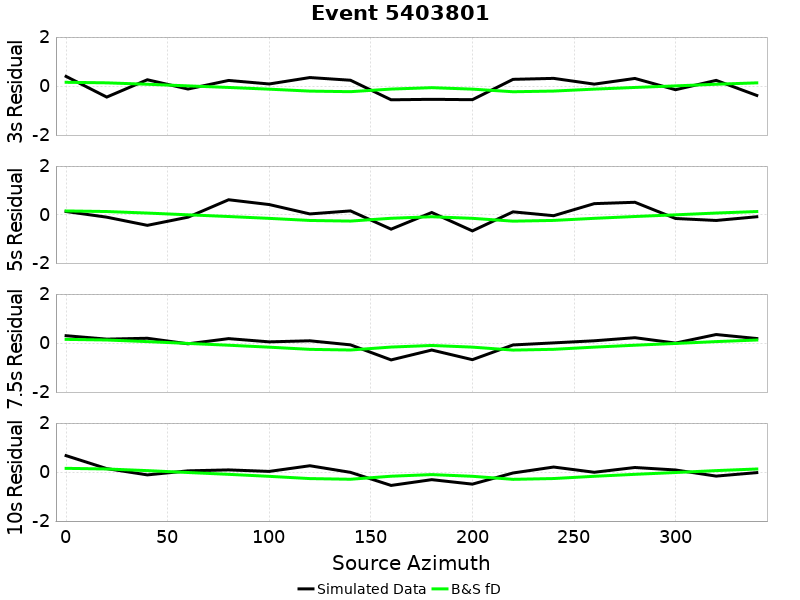 Event 5403801
3s Residual
2
0
-2
5s Residual
2
0
-2
7.5s Residual
2
0
-2
10s Residual
2
0
-2
0 50 100 150 200 250 300
Source Azimuth
Simulated Data B&S fD